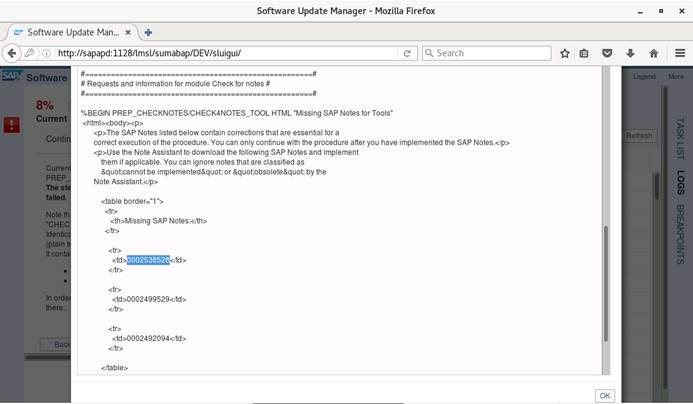 Software Update Manager - Mozilla Firefox
Software Update Man...
http://sapapd:1128/lmsl/sumabap/DEV/sluigui/
Search
SAP
Software
Legend
More
8%
Current
Contin
Refresh
Current
PREP_CHECKNOTES/CHECK4NOTES_TOOL
The ste
failed.
Note th
"CHEC
Identica
(plain te
It contai
In order
there.
Back
TASK LIST
LOGS
BREAKPOINTS
#====================================================#
# Requests and information for module Check for notes #
#====================================================#
%BEGIN PREP_CHECKNOTES/CHECK4NOTES_TOOL HTML "Missing SAP Notes for Tools"
<html><body><p>
<p>The SAP Notes listed below contain corrections that are essential for a
correct execution of the procedure. You can only continue with the procedure after you have implemented the SAP Notes.</p>
<p>Use the Note Assistant to download the following SAP Notes and implement
them if applicable. You can ignore notes that are classified as
&quot;cannot be implemented&quot; or &quot;obsolete&quot; by the
Note Assistant.</p>
<table border="1">
<tr>
<th>Missing SAP Notes:</th>
</tr>
<tr>
<td>0002538528</td>
</tr>
<tr>
<td>0002499529</td>
</tr>
<tr>
<td>0002492094</td>
</tr>
</table>
OK